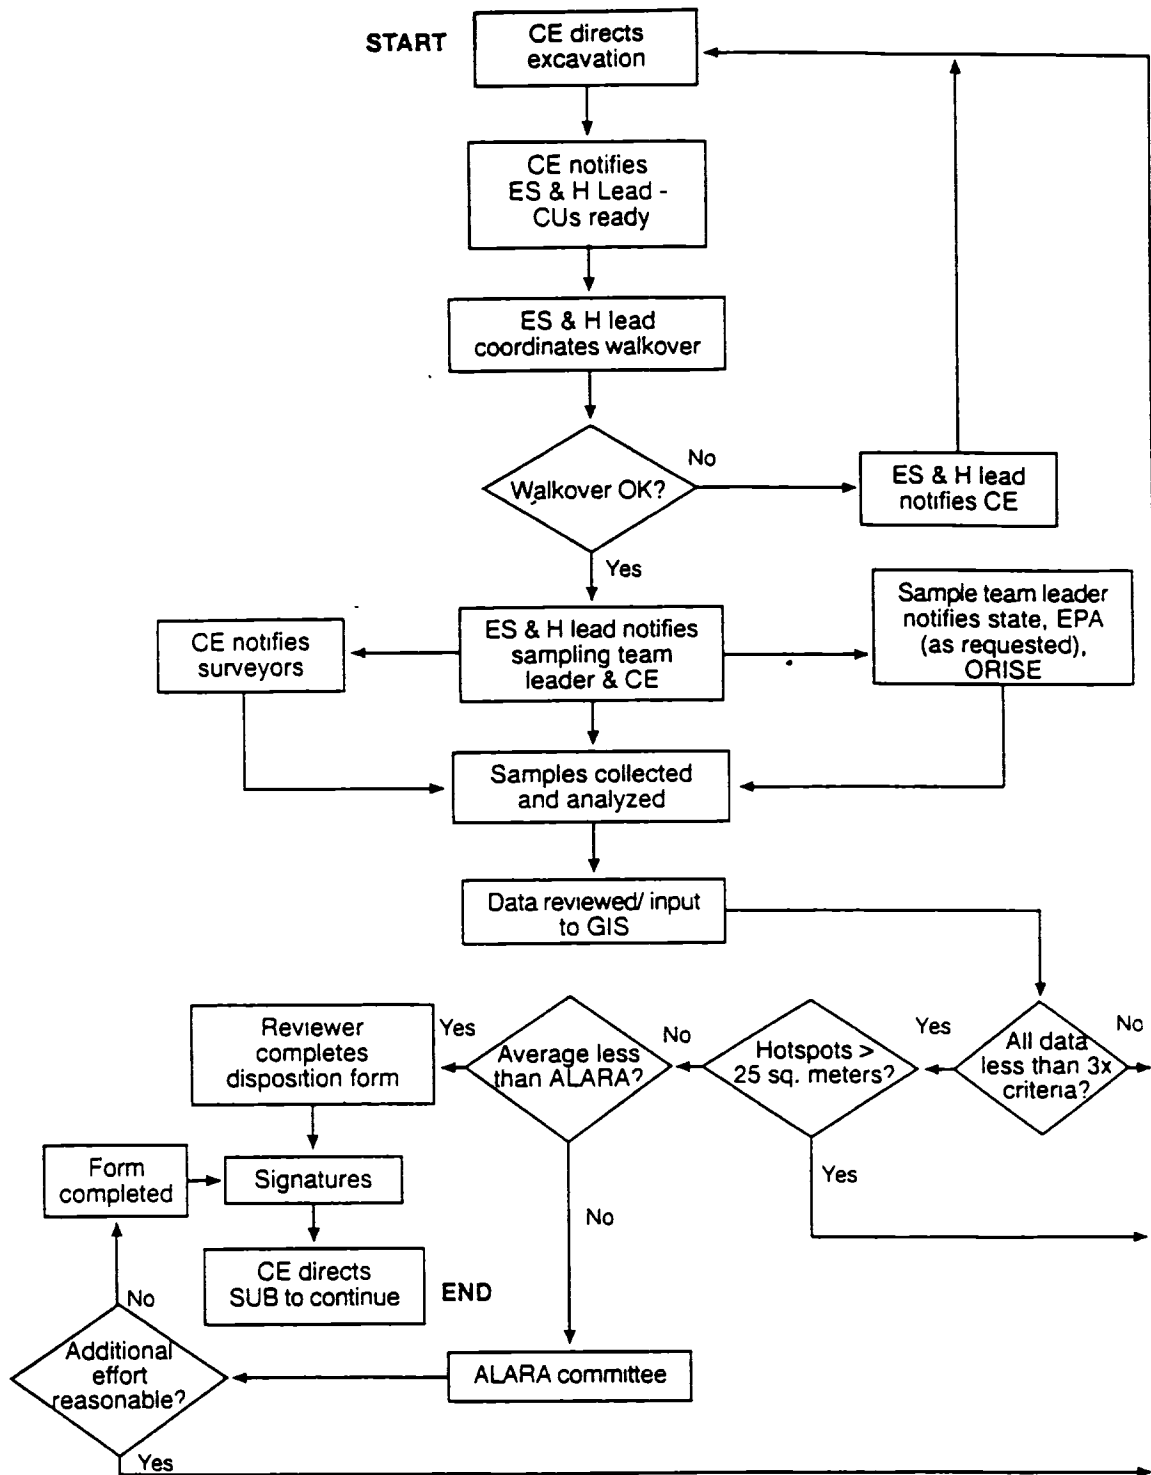 START
CE directs
excavation
CE notifies
ES & H Lead -
CUs ready
ES & H lead
coordinates walkover
Walkover OK?
No
ES & H lead
notifies CE
Yes
CE notifies
surveyors
ES & H lead notifies
sampling team
leader & CE
Sample team leader
notifies state, EPA
(as requested),
ORISE
Samples collected
and analyzed
Data reviewed/ input
to GIS
All data
less than 3x
criteria?
No
Yes
Hotspots >
25 sq. meters?
No
Yes
Average less
than ALARA?
Yes
No
Reviewer
completes
disposition form
Form
completed
Signatures
CE directs
SUB to continue
END
No
Additional
effort
reasonable?
Yes
ALARA committee